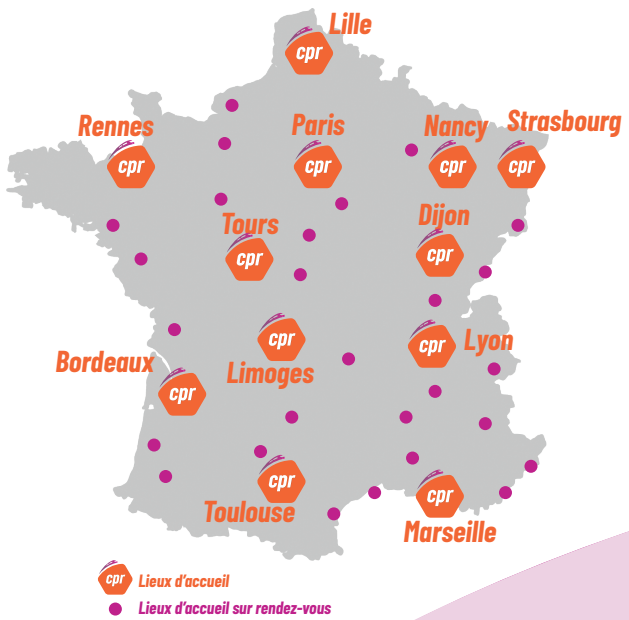 Lille
cpr
Rennes
cpr
Paris
cpr
Nancy
cpr
Strasbourg
cpr
Tours
cpr
Dijon
cpr
Limoges
cpr
Lyon
cpr
Bordeaux
cpr
Toulouse
cpr
Marseille
cpr
cpr Lieux d'accueil
Lieux d'accueil sur rendez-vous